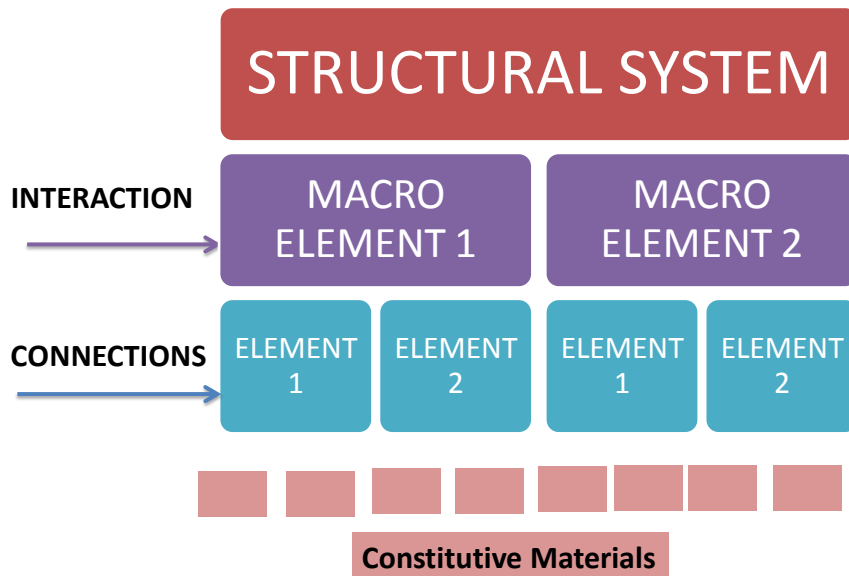 STRUCTURAL SYSTEM
INTERACTION
MACRO
ELEMENT 1
MACRO
ELEMENT 2
CONNECTIONS
ELEMENT
1
ELEMENT
2
ELEMENT
1
ELEMENT
2
Constitutive Materials